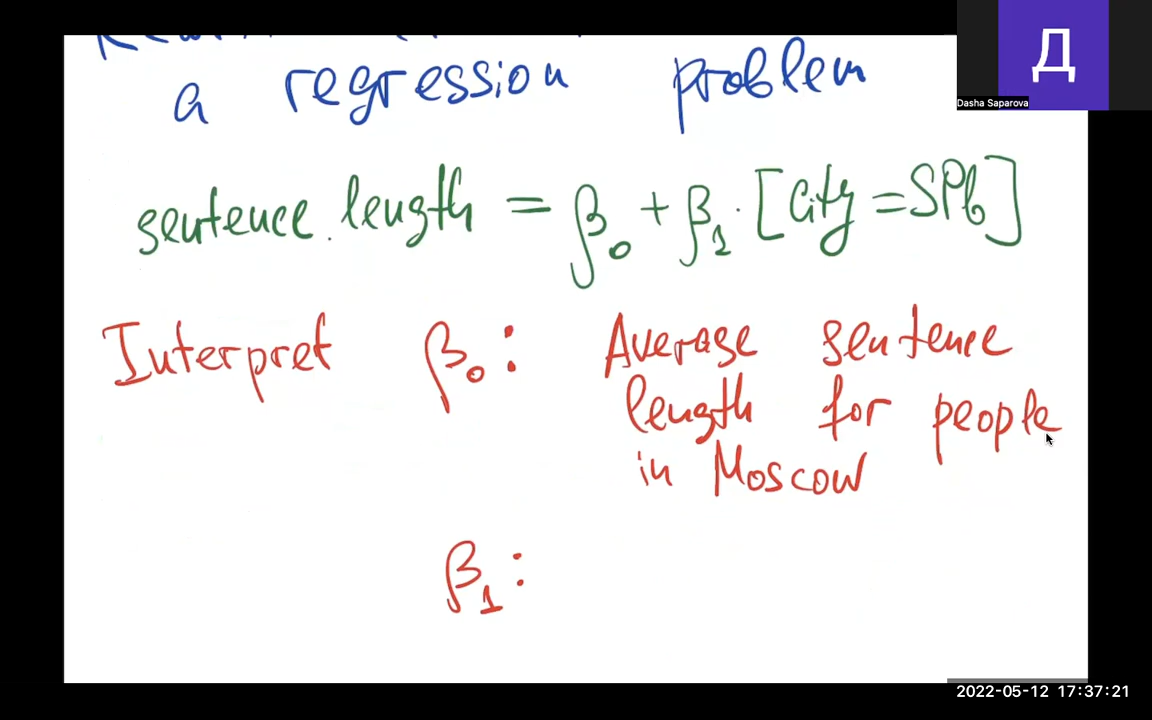 a regression problem
sentence.length = β₀ + β₁ · [City = SPb]
Interpret β₀: Average sentence
length for people
in Moscow
β₁:
Д
Dasha Saparova
2022-05-12 17:37:21